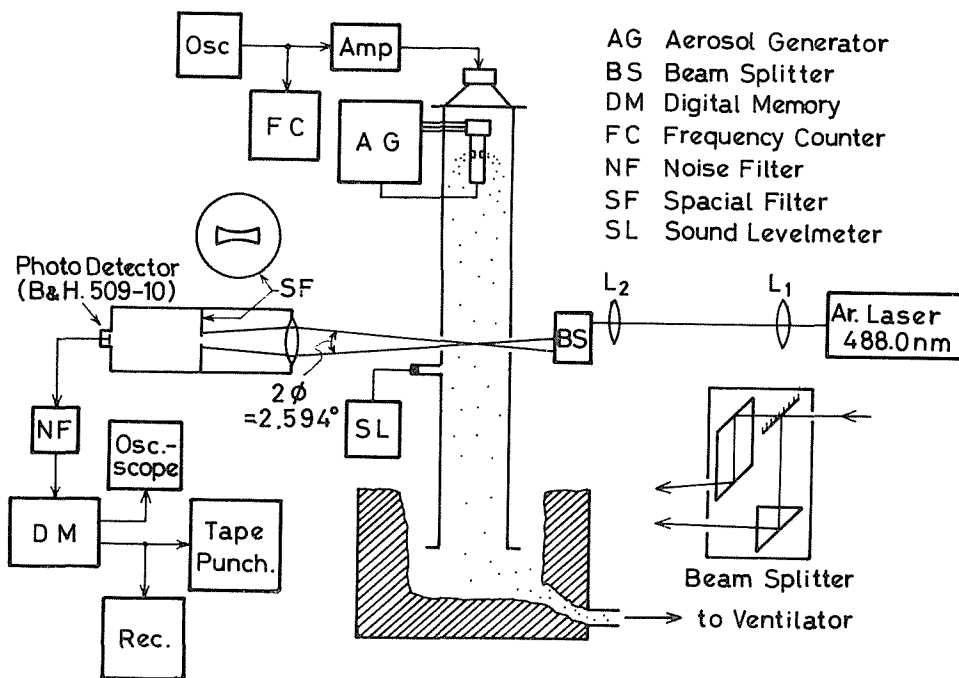 Osc
Amp
FC
AG
AG Aerosol Generator
BS Beam Splitter
DM Digital Memory
FC Frequency Counter
NF Noise Filter
SF Spacial Filter
SL Sound Levelmeter
Photo Detector
(B&H. 509-10)
SF
L2
L1
BS
Ar. Laser
488.0nm
2ϕ
=2,594°
SL
NF
Osc.-
scope
DM
Tape
Punch.
Rec.
Beam Splitter
to Ventilator